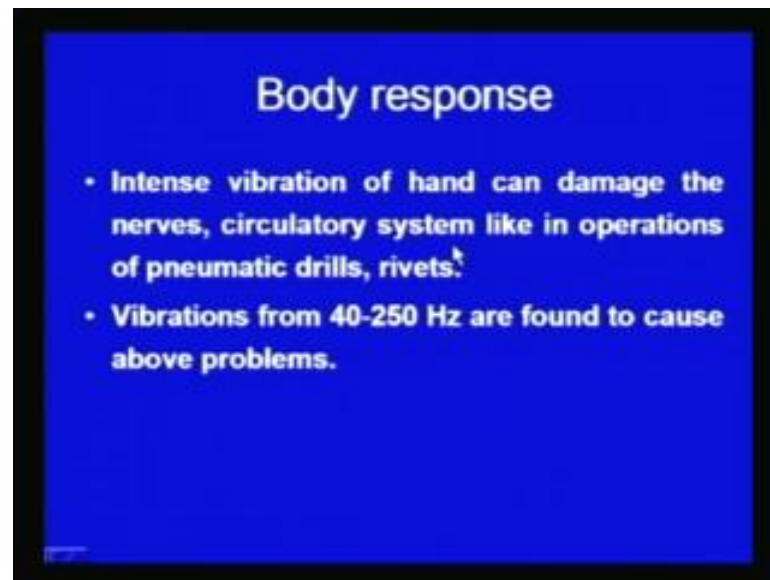 Body response
• Intense vibration of hand can damage the
nerves, circulatory system like in operations
of pneumatic drills, rivets.
• Vibrations from 40-250 Hz are found to cause
above problems.